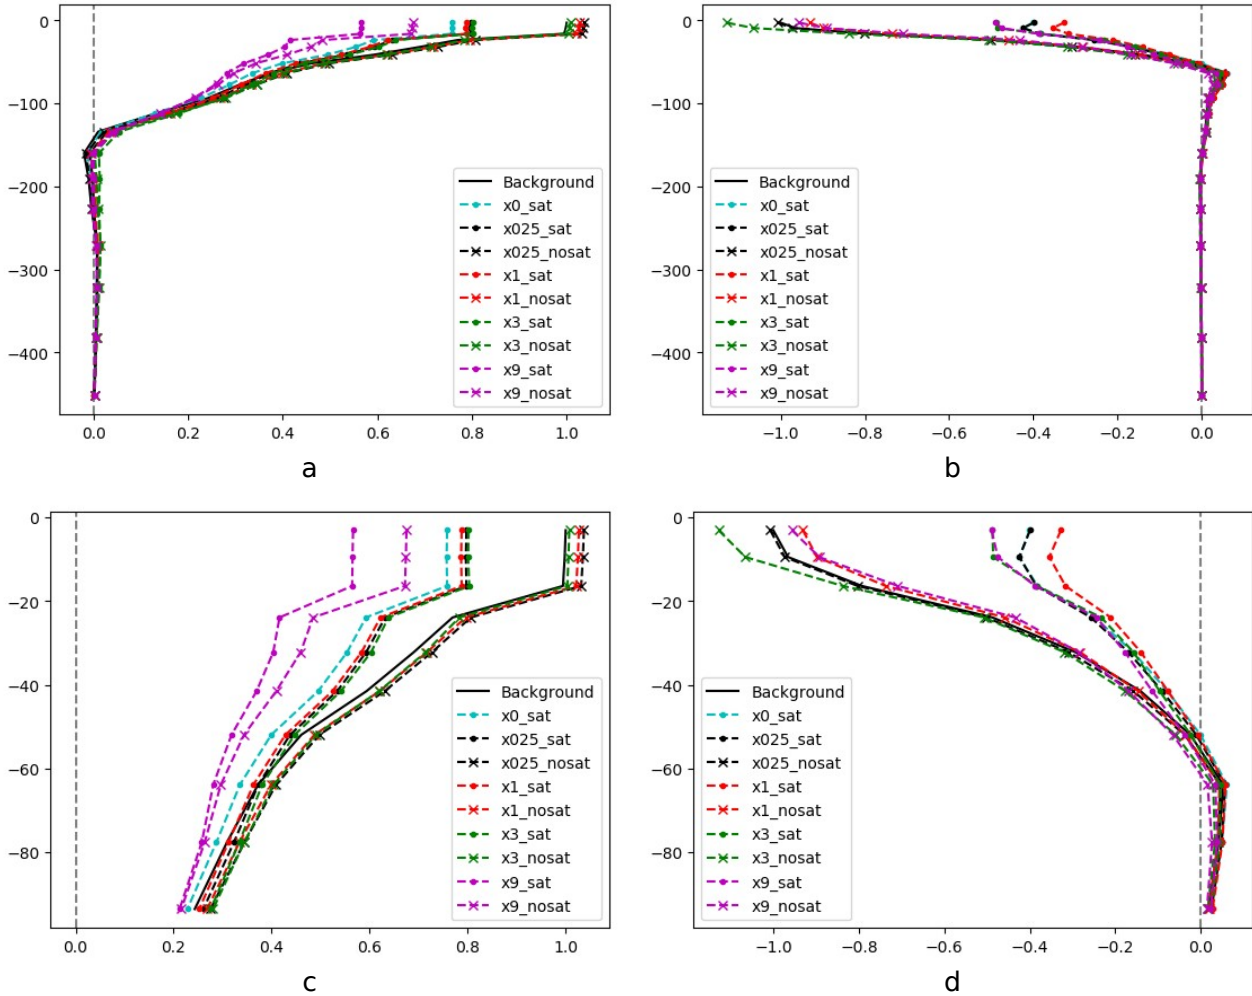 0
−100
−200
−300
−400
0.0 0.2 0.4 0.6 0.8 1.0
Background
x0_sat
x025_sat
x025_nosat
x1_sat
x1_nosat
x3_sat
x3_nosat
x9_sat
x9_nosat
a
0
−100
−200
−300
−400
−1.0 −0.8 −0.6 −0.4 −0.2 0.0
Background
x0_sat
x025_sat
x025_nosat
x1_sat
x1_nosat
x3_sat
x3_nosat
x9_sat
x9_nosat
b
0
−20
−40
−60
−80
0.0 0.2 0.4 0.6 0.8 1.0
Background
x0_sat
x025_sat
x025_nosat
x1_sat
x1_nosat
x3_sat
x3_nosat
x9_sat
x9_nosat
c
0
−20
−40
−60
−80
−1.0 −0.8 −0.6 −0.4 −0.2 0.0
Background
x0_sat
x025_sat
x025_nosat
x1_sat
x1_nosat
x3_sat
x3_nosat
x9_sat
x9_nosat
d